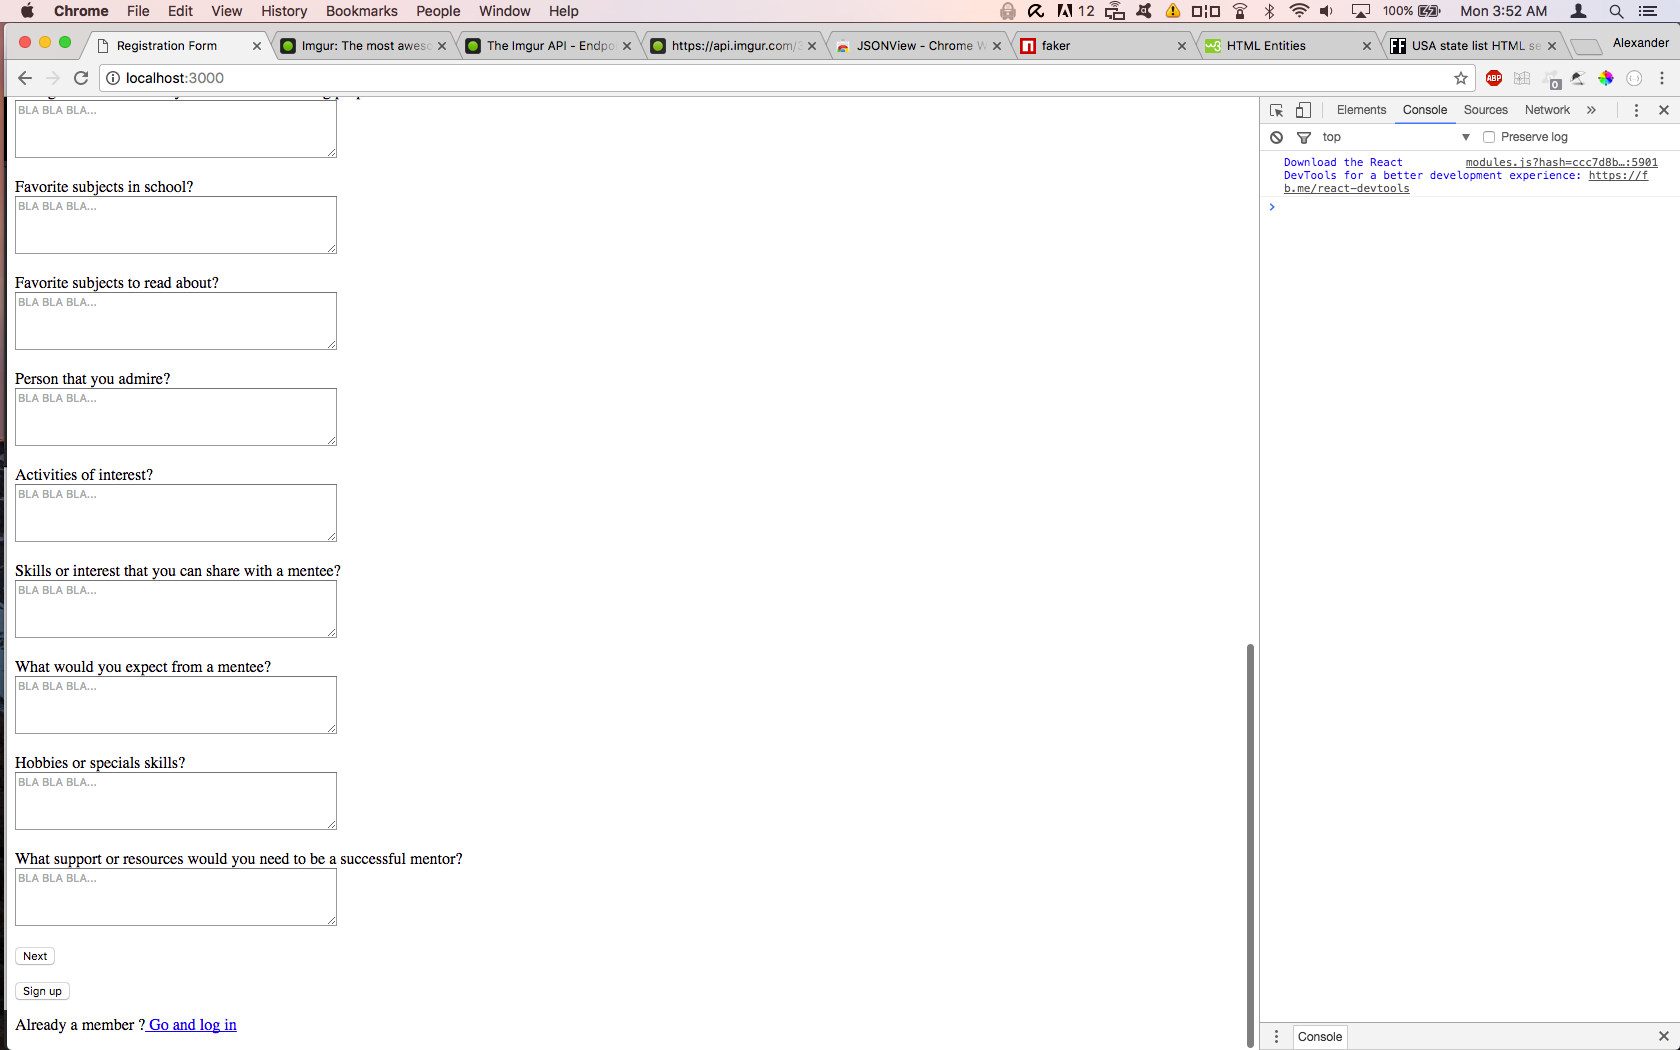 Chrome File Edit View History Bookmarks People Window Help 12 100% Mon 3:52 AM
Registration Form Imgur: The most aweso The Imgur API - Endpoi https://api.imgur.com/3 JSONView - Chrome W faker HTML Entities USA state list HTML se Alexander
localhost:3000 ABP 0
Elements Console Sources Network »
top Preserve log
Download the React modules.js?hash=ccc7d8b…:5901
DevTools for a better development experience: https://f
b.me/react-devtools
BLA BLA BLA...
Favorite subjects in school?
BLA BLA BLA...
Favorite subjects to read about?
BLA BLA BLA...
Person that you admire?
BLA BLA BLA...
Activities of interest?
BLA BLA BLA...
Skills or interest that you can share with a mentee?
BLA BLA BLA...
What would you expect from a mentee?
BLA BLA BLA...
Hobbies or specials skills?
BLA BLA BLA...
What support or resources would you need to be a successful mentor?
BLA BLA BLA...
Next
Sign up
Already a member ? Go and log in
Console